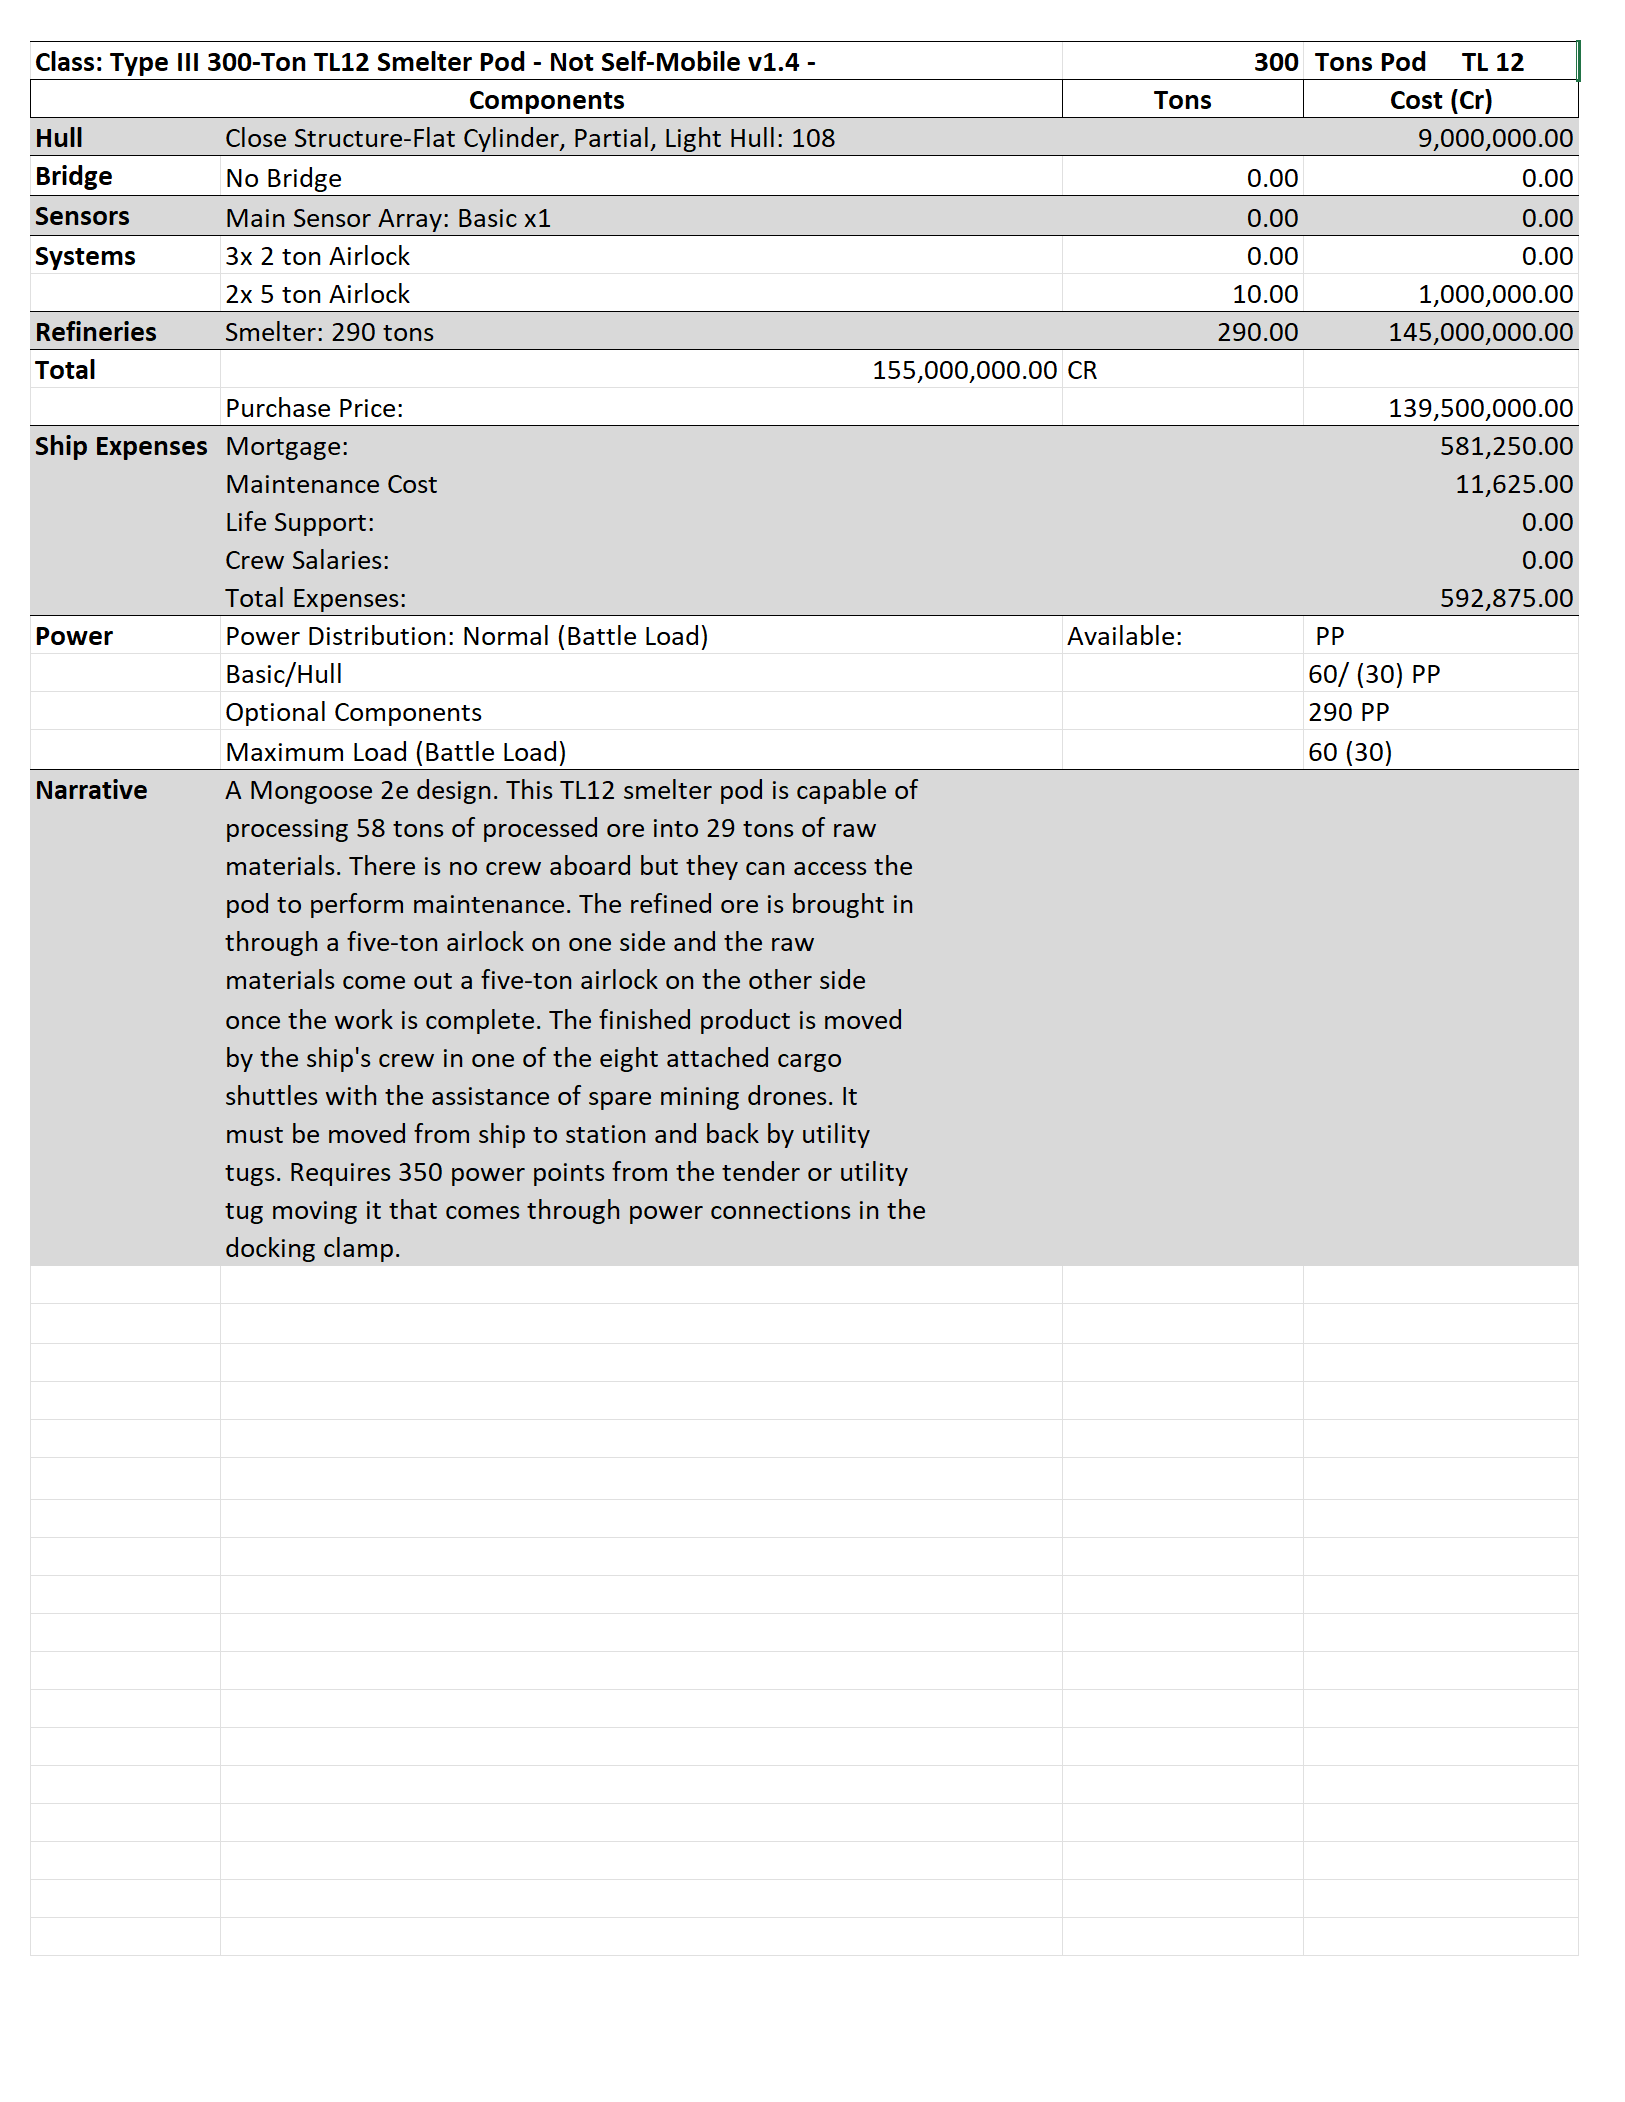 Class: Type III 300-Ton TL12 Smelter Pod - Not Self-Mobile v1.4 - 300 Tons Pod TL 12
Components Tons Cost (Cr)
Hull Close Structure-Flat Cylinder, Partial, Light Hull: 108 9,000,000.00
Bridge No Bridge 0.00 0.00
Sensors Main Sensor Array: Basic x1 0.00 0.00
Systems 3x 2 ton Airlock 0.00 0.00
2x 5 ton Airlock 10.00 1,000,000.00
Refineries Smelter: 290 tons 290.00 145,000,000.00
Total 155,000,000.00 CR
Purchase Price: 139,500,000.00
Ship Expenses Mortgage: 581,250.00
Maintenance Cost 11,625.00
Life Support: 0.00
Crew Salaries: 0.00
Total Expenses: 592,875.00
Power Power Distribution: Normal (Battle Load) Available: PP
Basic/Hull 60/ (30) PP
Optional Components 290 PP
Maximum Load (Battle Load) 60 (30)
Narrative A Mongoose 2e design. This TL12 smelter pod is capable of
processing 58 tons of processed ore into 29 tons of raw
materials. There is no crew aboard but they can access the
pod to perform maintenance. The refined ore is brought in
through a five-ton airlock on one side and the raw
materials come out a five-ton airlock on the other side
once the work is complete. The finished product is moved
by the ship's crew in one of the eight attached cargo
shuttles with the assistance of spare mining drones. It
must be moved from ship to station and back by utility
tugs. Requires 350 power points from the tender or utility
tug moving it that comes through power connections in the
docking clamp.